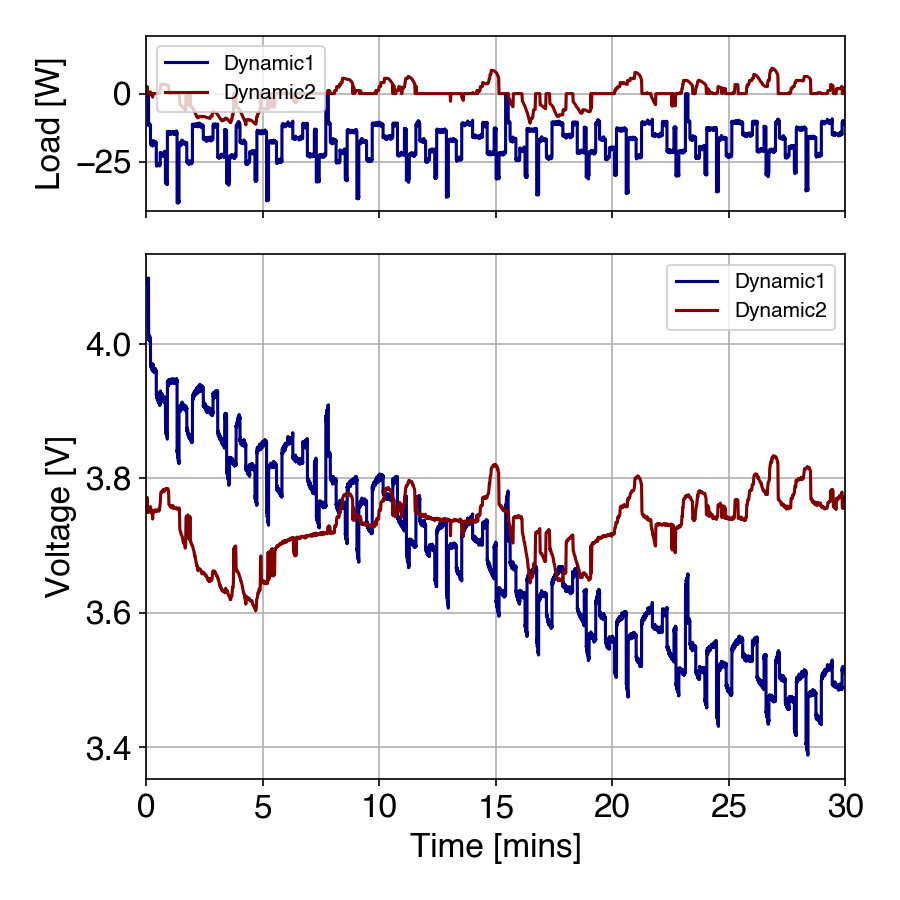 Load [W]
0
−25
Dynamic1
Dynamic2
Voltage [V]
4.0
3.8
3.6
3.4
Dynamic1
Dynamic2
0 5 10 15 20 25 30
Time [mins]